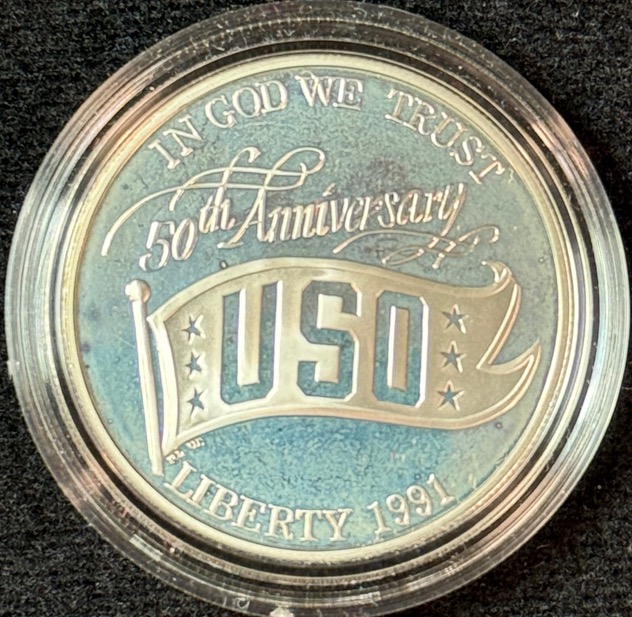 IN GOD WE TRUST
50th Anniversary
USO
LIBERTY 1991